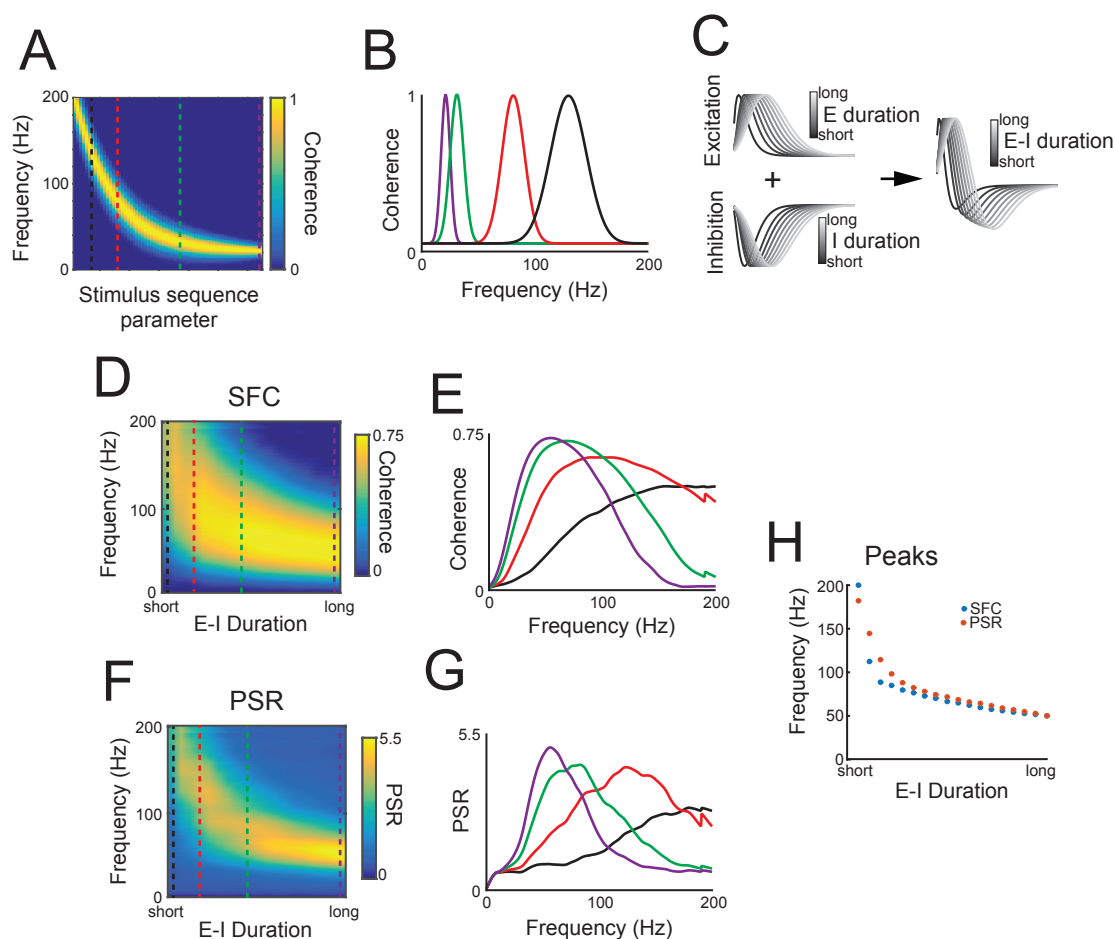 A
200
100
0
Frequency (Hz)
1
0
Coherence
Stimulus sequence
parameter
B
1
0
Coherence
0
100
200
Frequency (Hz)
C
Excitation
long
E duration
short
+
Inhibition
long
I duration
short
long
E-I duration
short
D
SFC
200
100
0
Frequency (Hz)
0.75
0
Coherence
short
long
E-I Duration
E
0.75
0
Coherence
0
100
200
Frequency (Hz)
F
PSR
200
100
0
Frequency (Hz)
5.5
0
PSR
short
long
E-I Duration
G
5.5
0
PSR
0
100
200
Frequency (Hz)
H
Peaks
200
150
100
50
0
Frequency (Hz)
SFC
PSR
short
long
E-I Duration